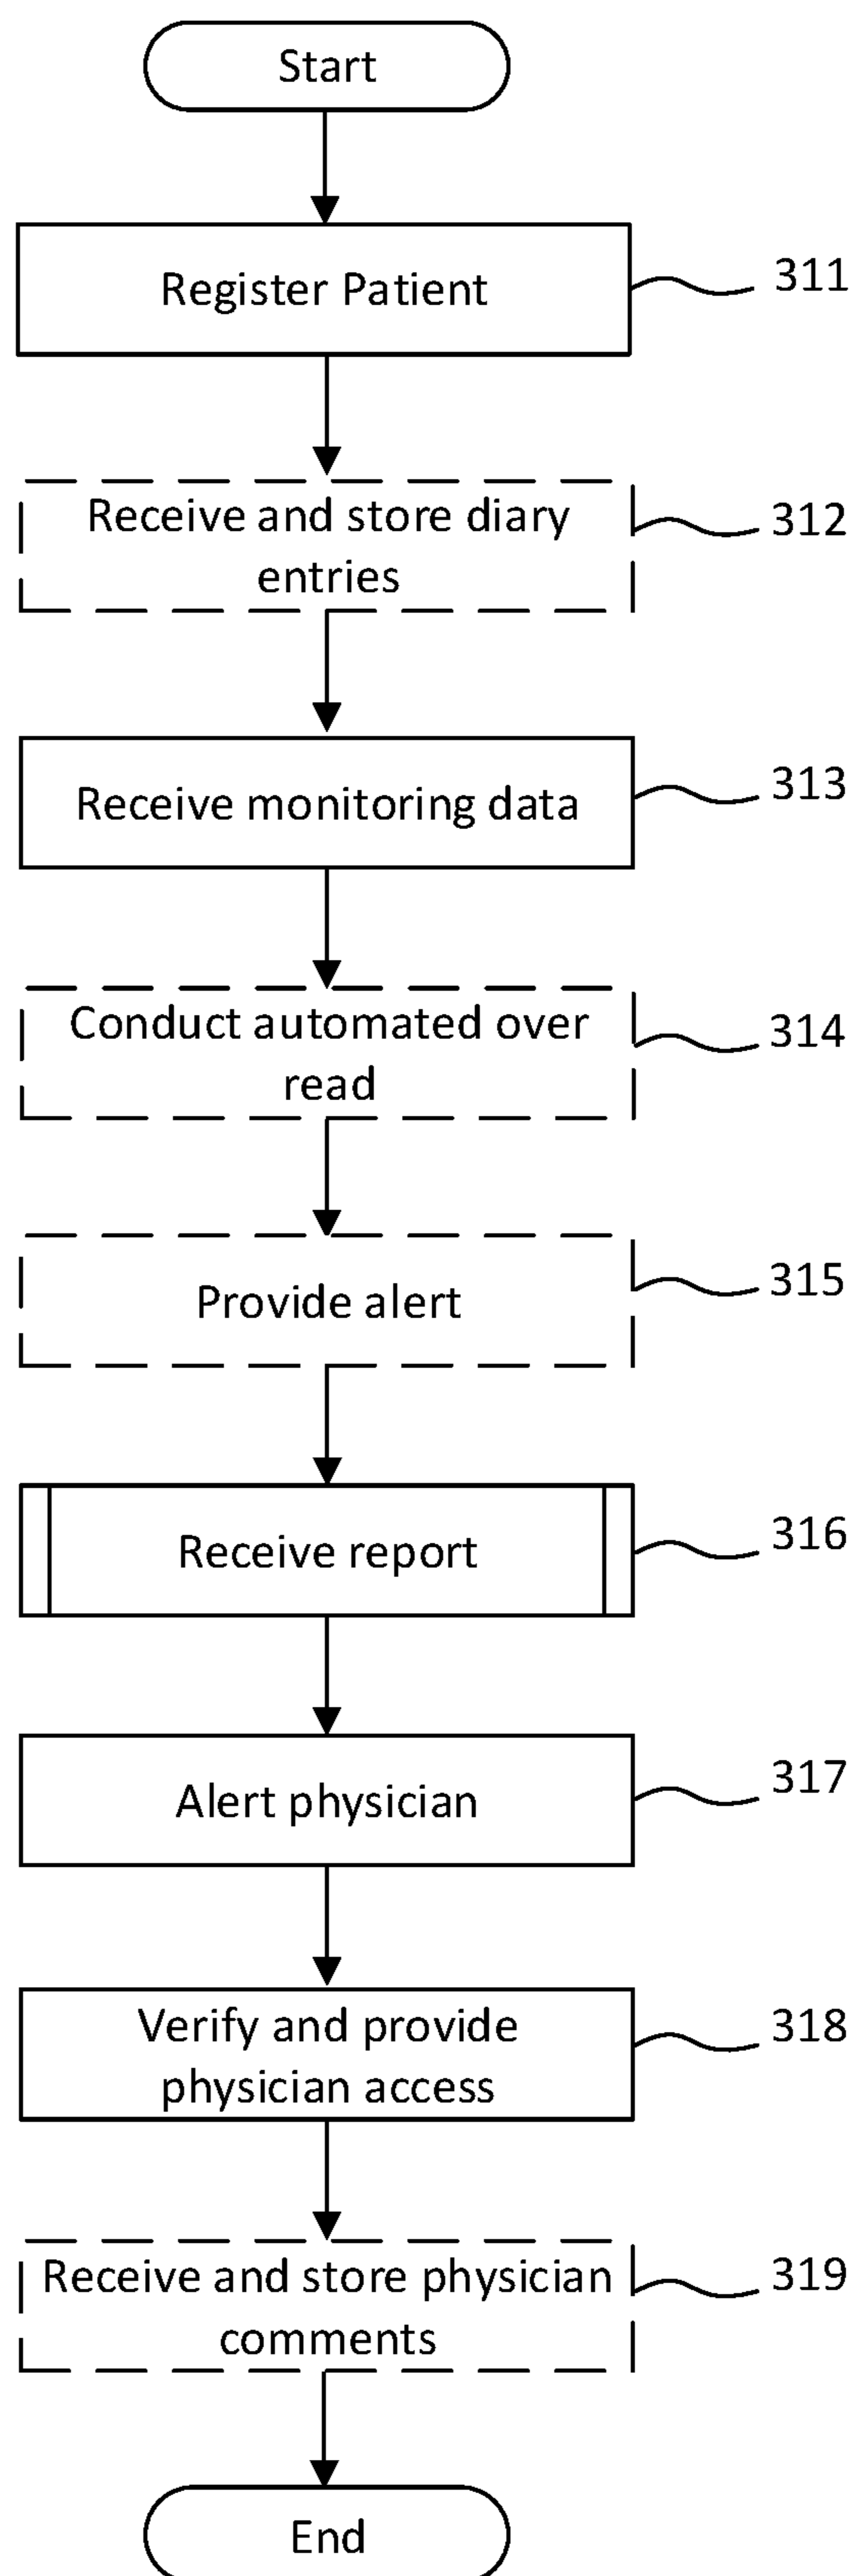 Start
Register Patient
311
Receive and store diary
entries
312
Receive monitoring data
313
Conduct automated over
read
314
Provide alert
315
Receive report
316
Alert physician
317
Verify and provide
physician access
318
Receive and store physician
comments
319
End